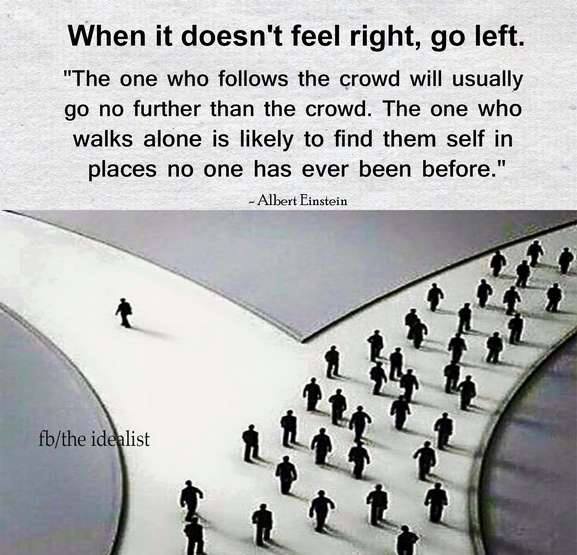 When it doesn't feel right, go left.
"The one who follows the crowd will usually
go no further than the crowd. The one who
walks alone is likely to find them self in
places no one has ever been before."
~ Albert Einstein
fb/the idealist